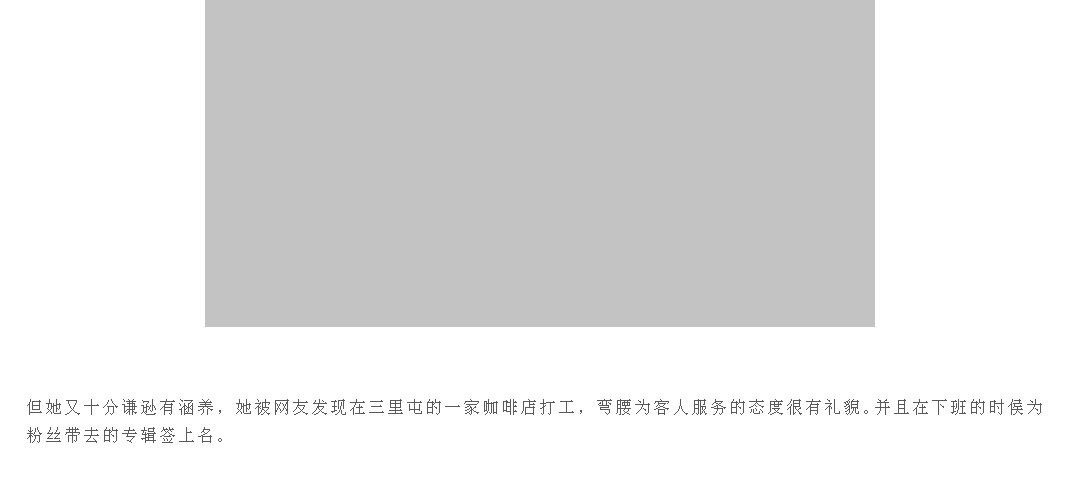 但她又十分谦逊有涵养，她被网友发现在三里屯的一家咖啡店打工，弯腰为客人服务的态度很有礼貌。并且在下班的时侯为
粉丝带去的专辑签上名。